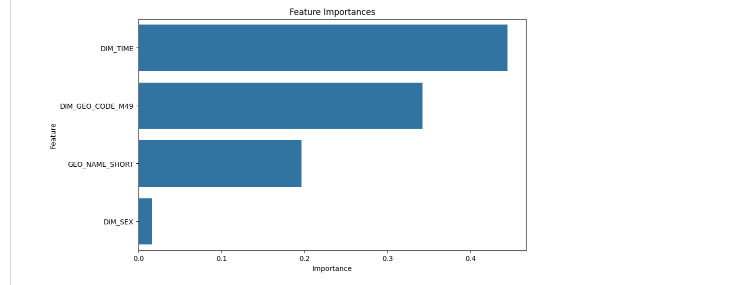 Feature Importances
DIM_TIME
DIM_GEO_CODE_M49
Feature
GEO_NAME_SHORT
DIM_SEX
0.0 0.1 0.2 0.3 0.4
Importance